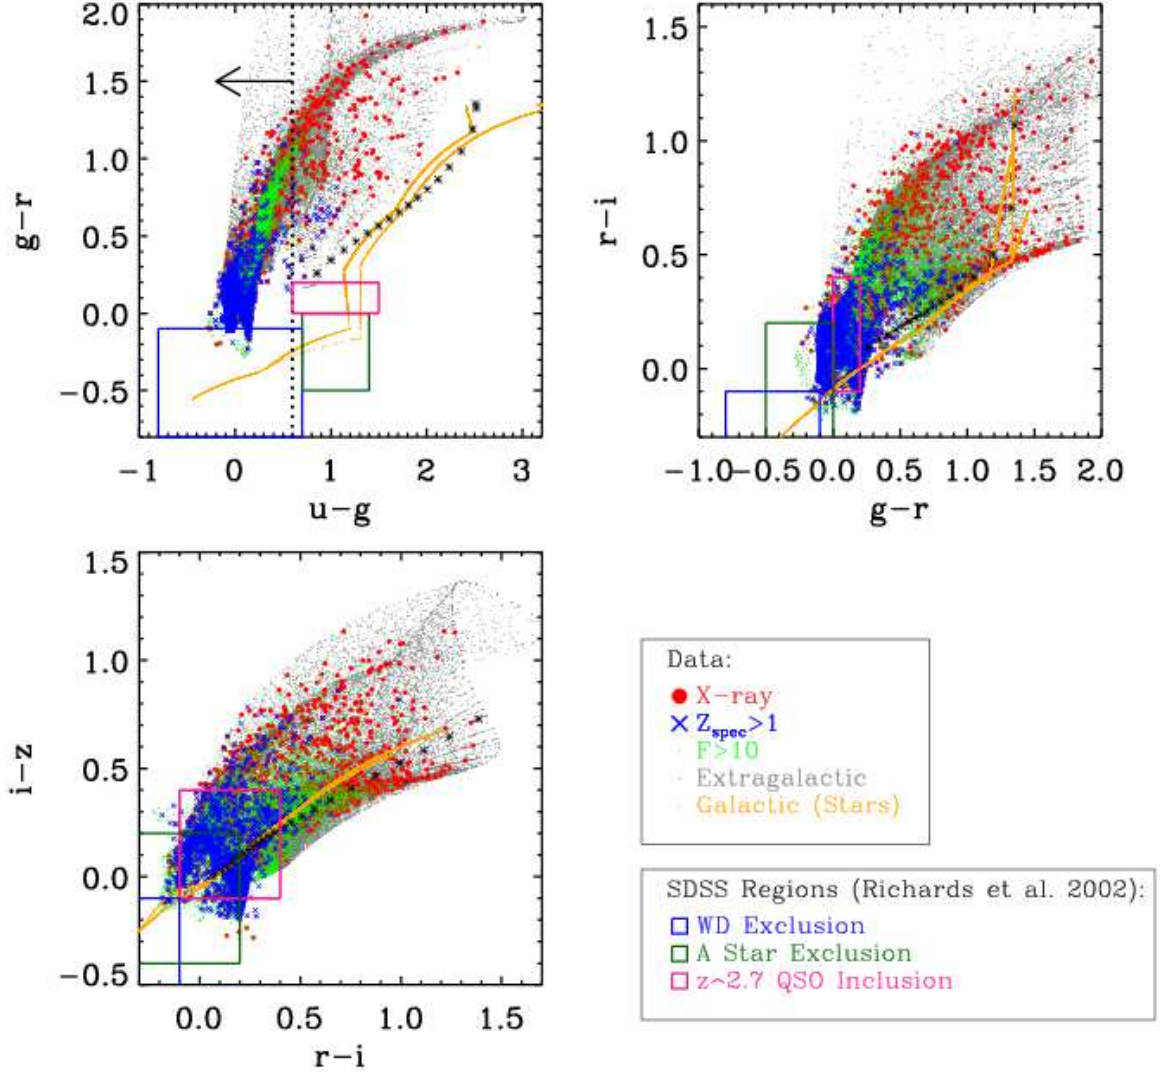 2.0
1.5
1.0
0.5
0.0
−0.5
g−r
−1 0 1 2 3
u−g
1.5
1.0
0.5
0.0
r−i
−1.0−0.5 0.0 0.5 1.0 1.5 2.0
g−r
1.5
1.0
0.5
0.0
−0.5
i−z
0.0 0.5 1.0 1.5
r−i
Data:
X−ray
Zspec>1
F>10
Extragalactic
Galactic (Stars)
SDSS Regions (Richards et al. 2002):
WD Exclusion
A Star Exclusion
z~2.7 QSO Inclusion